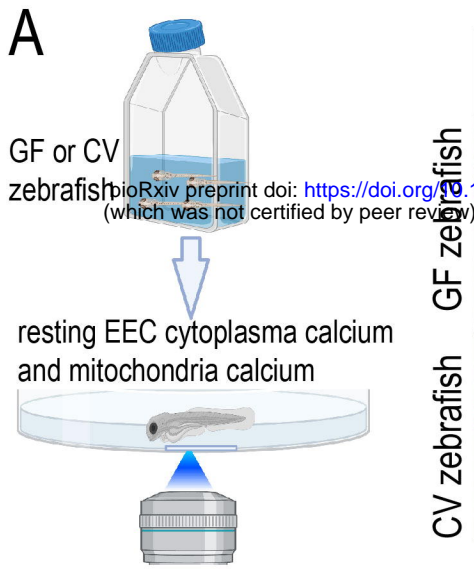 A
GF or CV
zebrafish
bioRxiv preprint doi: https://doi.org/
(which was not certified by peer review)
resting EEC cytoplasma calcium
and mitochondria calcium
GF zebrafish
CV zebrafish